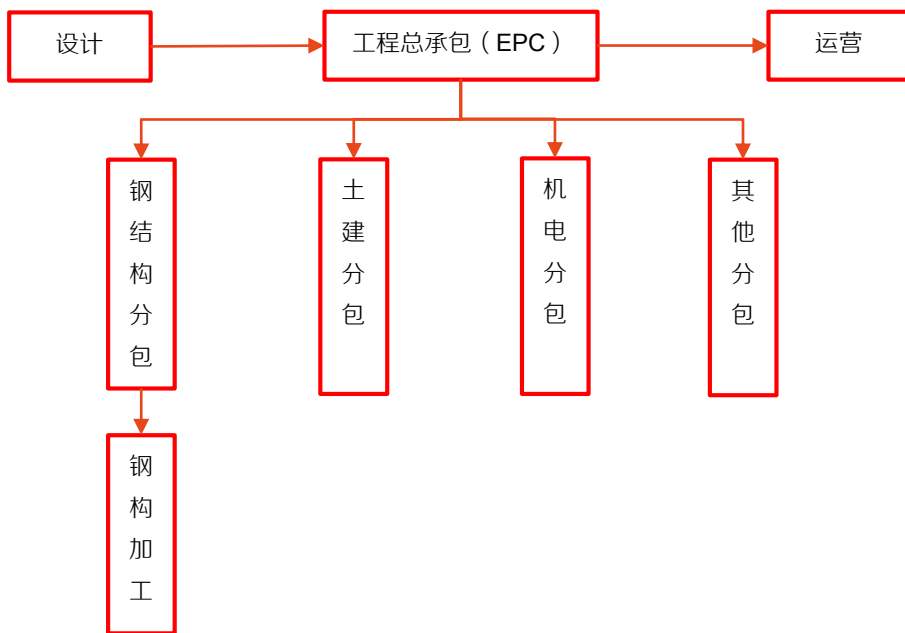 设计
工程总承包（EPC）
运营
钢结构分包
土建分包
机电分包
其他分包
钢构加工